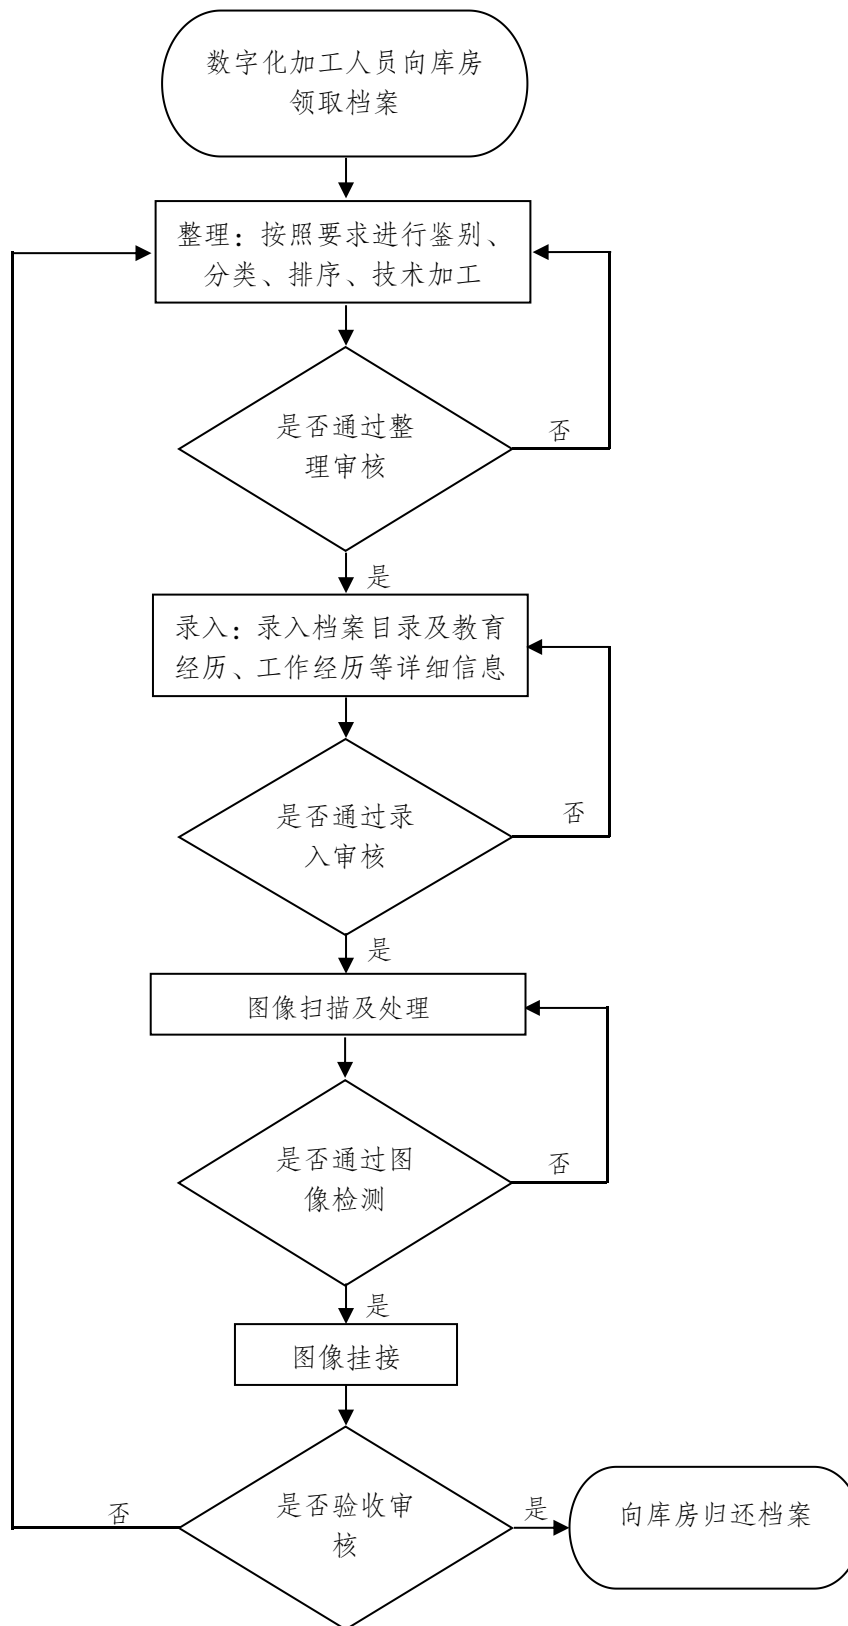 数字化加工人员向库房
领取档案
整理：按照要求进行鉴别、
分类、排序、技术加工
是否通过整
理审核
否
是
录入：录入档案目录及教育
经历、工作经历等详细信息
是否通过录
入审核
否
是
图像扫描及处理
是否通过图
像检测
否
是
图像挂接
否
是否验收审
核
是
向库房归还档案